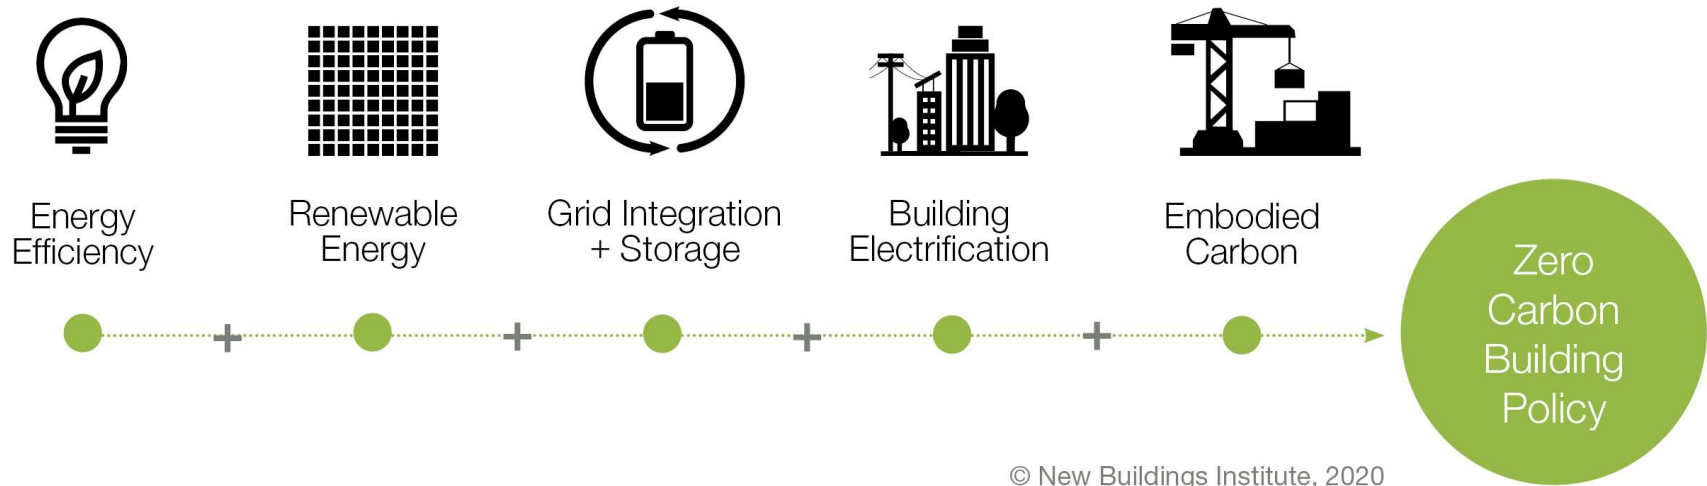 Energy
Efficiency
Renewable
Energy
Grid Integration
+ Storage
Building
Electrification
Embodied
Carbon
+
+
+
+
Zero
Carbon
Building
Policy
© New Buildings Institute, 2020